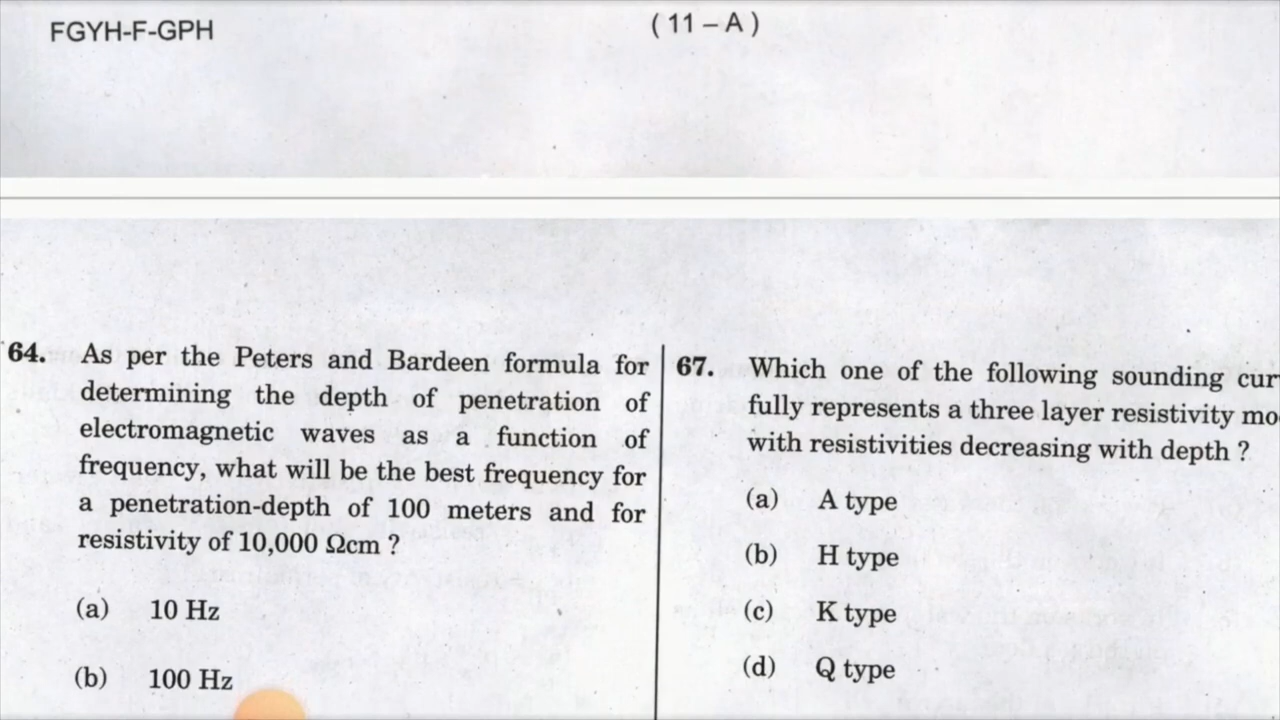 FGYH-F-GPH
( 11 – A )
64. As per the Peters and Bardeen formula for
determining the depth of penetration of
electromagnetic waves as a function of
frequency, what will be the best frequency for
a penetration-depth of 100 meters and for
resistivity of 10,000 Ωcm ?
(a) 10 Hz
(b) 100 Hz
67. Which one of the following sounding
fully represents a three layer resistivity
with resistivities decreasing with depth ?
(a) A type
(b) H type
(c) K type
(d) Q type